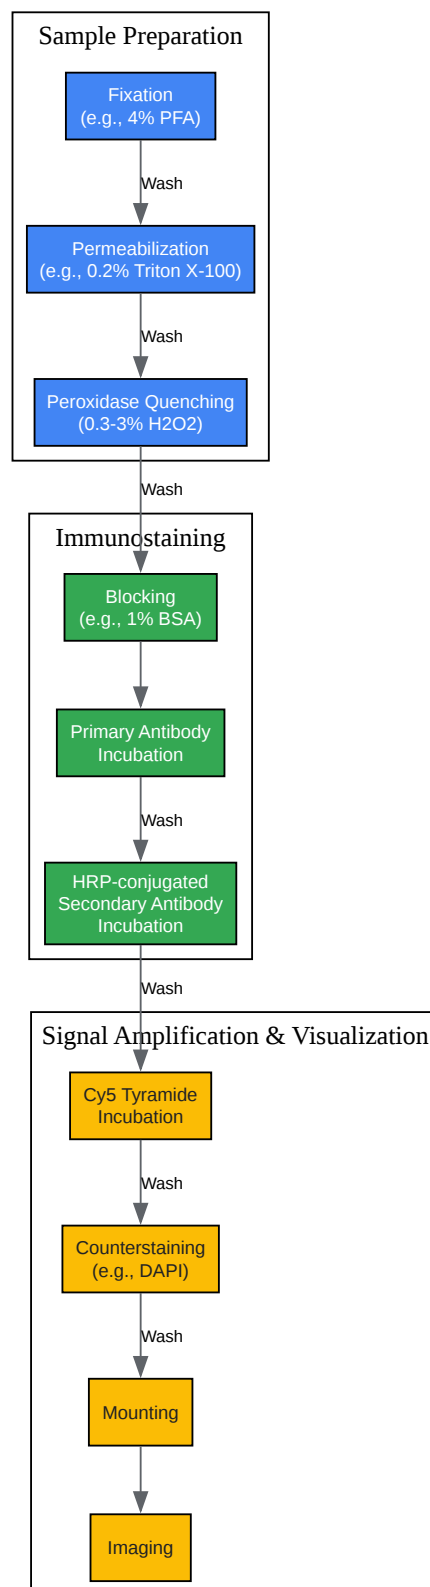 Sample Preparation
Fixation
(e.g., 4% PFA)
Wash
Permeabilization
(e.g., 0.2% Triton X-100)
Wash
Peroxidase Quenching
(0.3-3% H2O2)
Wash
Immunostaining
Blocking
(e.g., 1% BSA)
Primary Antibody
Incubation
Wash
HRP-conjugated
Secondary Antibody
Incubation
Wash
Signal Amplification & Visualization
Cy5 Tyramide
Incubation
Wash
Counterstaining
(e.g., DAPI)
Wash
Mounting
Imaging